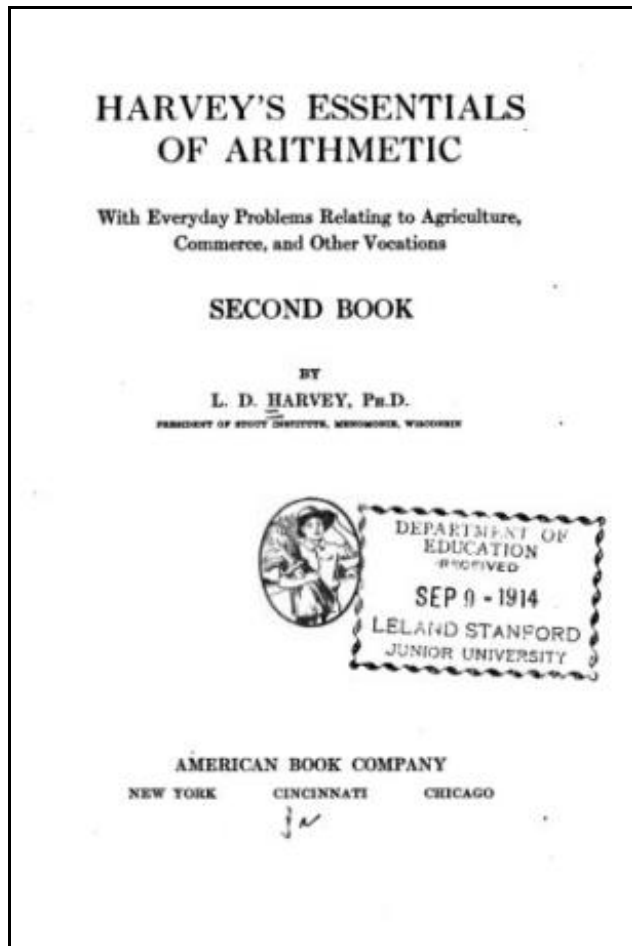 HARVEY'S ESSENTIALS
OF ARITHMETIC
With Everyday Problems Relating to Agriculture,
Commerce, and Other Vocations
SECOND BOOK
BY
L. D. HARVEY, PH.D.
PRESIDENT OF STOUT INSTITUTE, MENOMONIE, WISCONSIN
DEPARTMENT OF
EDUCATION
RECEIVED
SEP 9 - 1914
LELAND STANFORD
JUNIOR UNIVERSITY
AMERICAN BOOK COMPANY
NEW YORK CINCINNATI CHICAGO